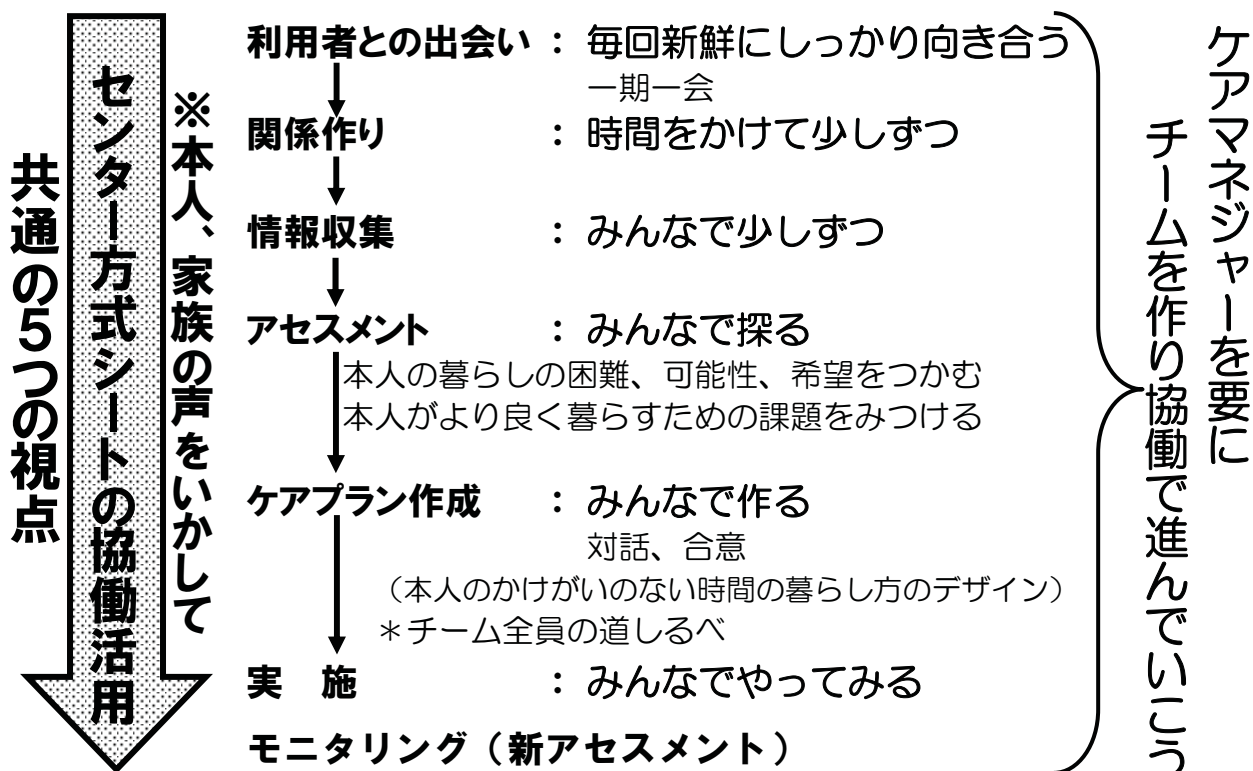 共通の5つの視点
センター方式シートの協働活用
※本人、家族の声をいかして
利用者との出会い : 毎回新鮮にしっかり向き合う
一期一会
関係作り : 時間をかけて少しずつ
情報収集 : みんなで少しずつ
アセスメント : みんなで探る
本人の暮らしの困難、可能性、希望をつかむ
本人がより良く暮らすための課題をみつける
ケアプラン作成 : みんなで作る
対話、合意
（本人のかけがいのない時間の暮らし方のデザイン）
＊チーム全員の道しるべ
実　施 : みんなでやってみる
モニタリング（新アセスメント）
ケアマネジャーを要に
チームを作り協働で進んでいこう